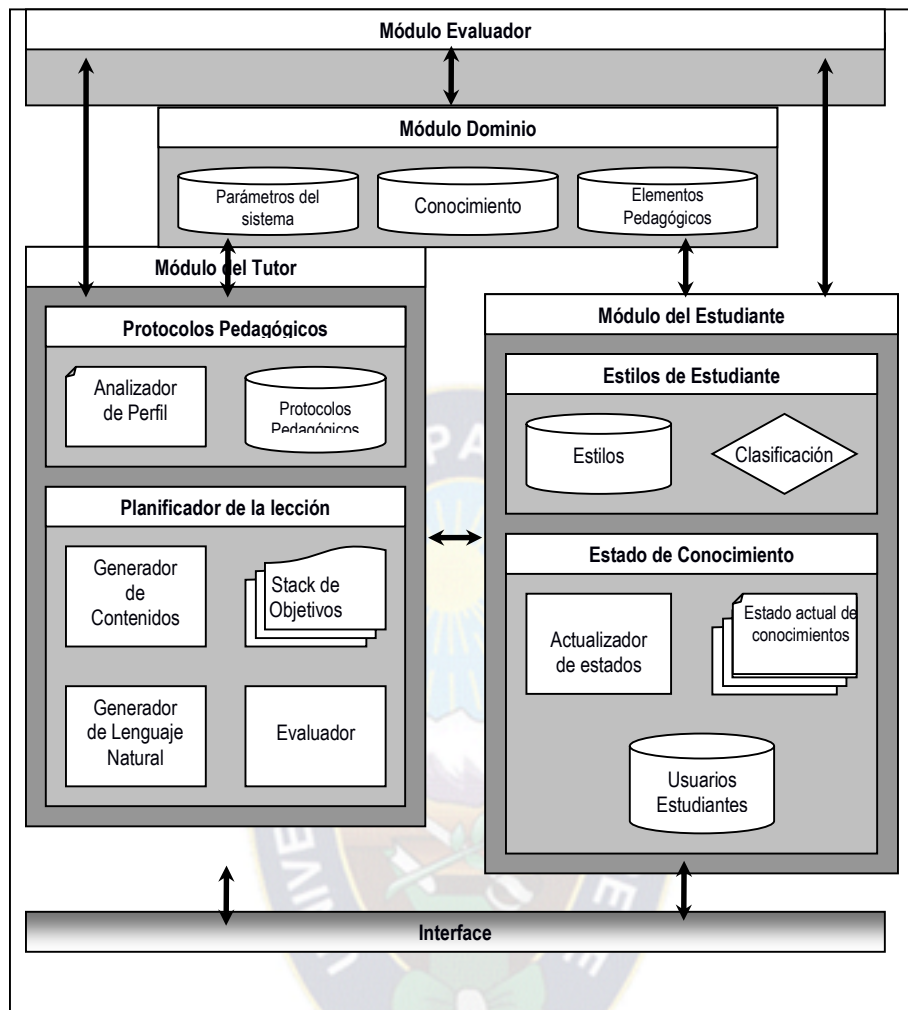 Módulo Evaluador
Módulo Dominio
Parámetros del
sistema
Conocimiento
Elementos
Pedagógicos
Módulo del Tutor
Protocolos Pedagógicos
Analizador
de Perfil
Protocolos
Pedagógicos
Planificador de la lección
Generador
de
Contenidos
Stack de
Objetivos
Generador
de Lenguaje
Natural
Evaluador
Módulo del Estudiante
Estilos de Estudiante
Estilos
Clasificación
Estado de Conocimiento
Actualizador
de estados
Estado actual de
conocimientos
Usuarios
Estudiantes
Interface